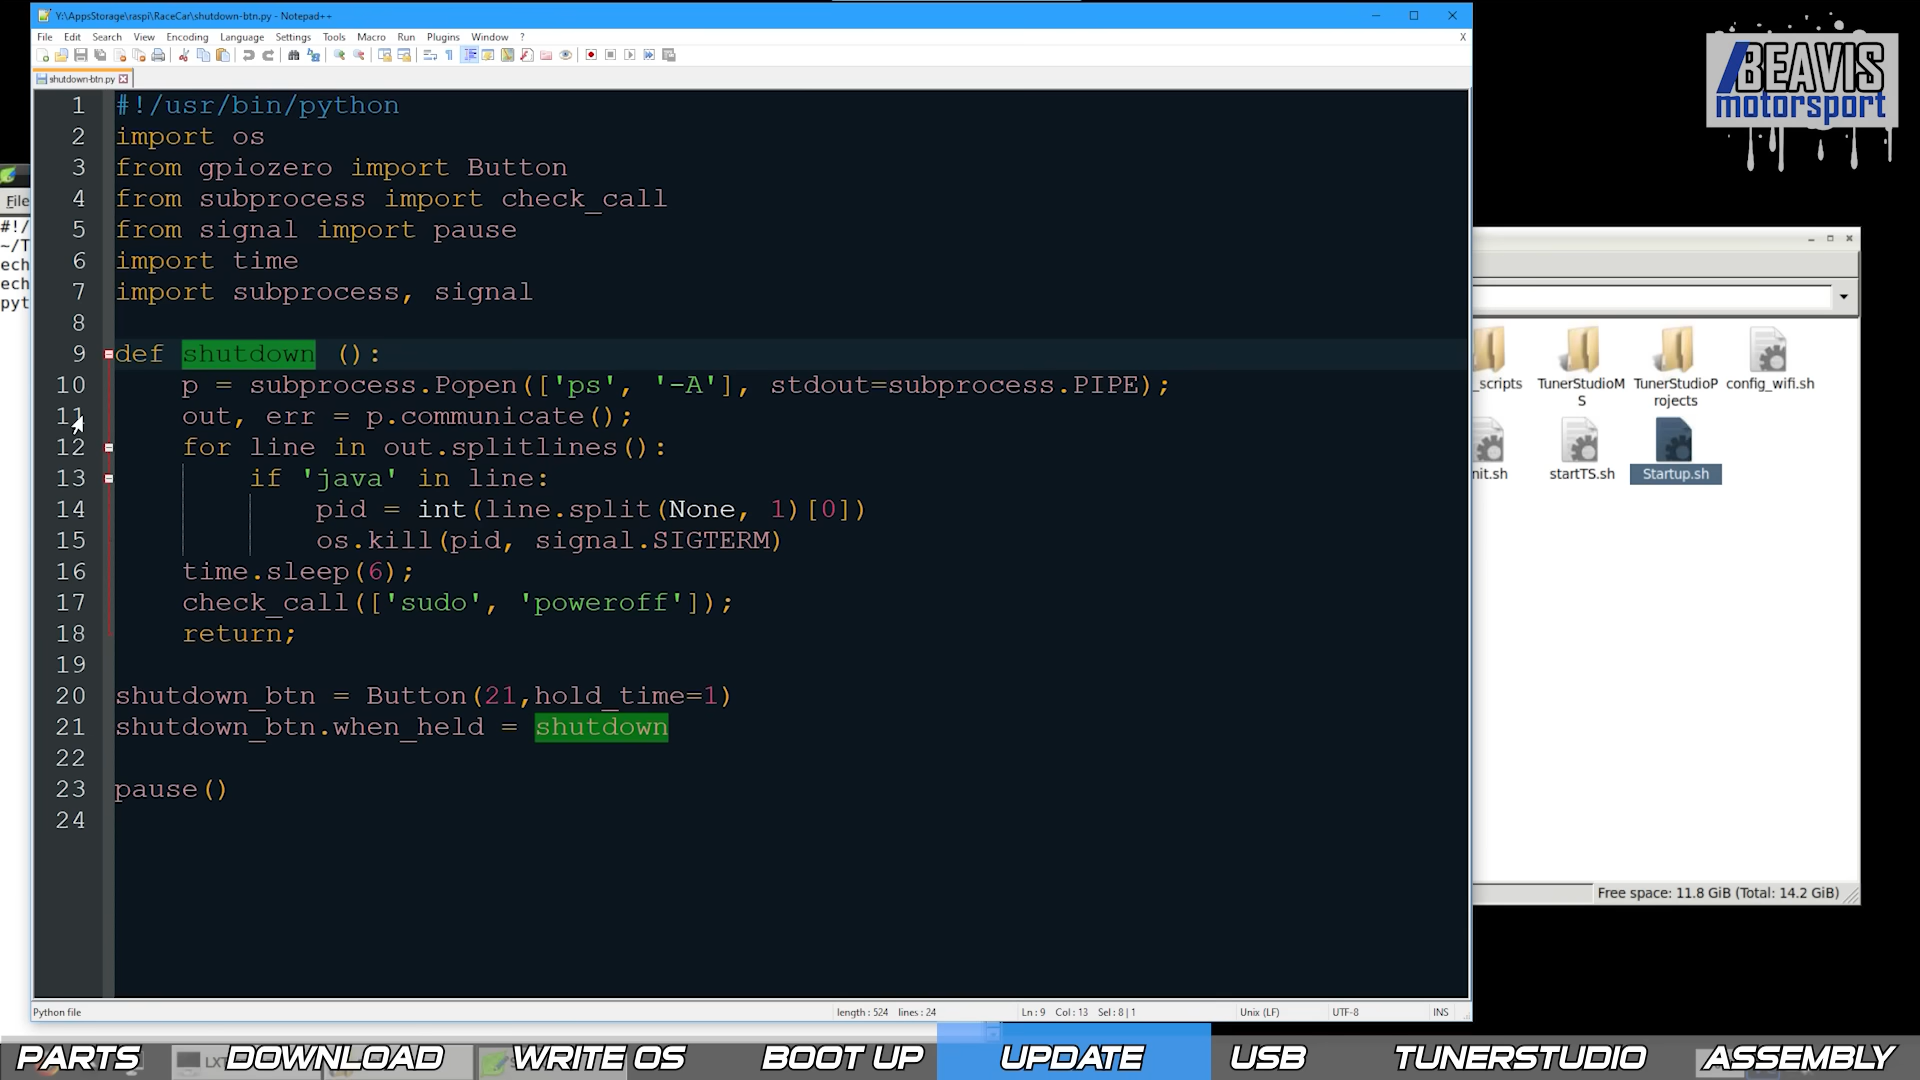 Y:\AppsStorage\raspi\RaceCar\shutdown-btn.py - Notepad++
File Edit Search View Encoding Language Settings Tools Macro Run Plugins Window ? X
shutdown-btn.py
1 #!/usr/bin/python
2 import os
3 from gpiozero import Button
4 from subprocess import check_call
5 from signal import pause
6 import time
7 import subprocess, signal
8
9 def shutdown ():
10 p = subprocess.Popen(['ps', '-A'], stdout=subprocess.PIPE);
11 out, err = p.communicate();
12 for line in out.splitlines():
13 if 'java' in line:
14 pid = int(line.split(None, 1)[0])
15 os.kill(pid, signal.SIGTERM)
16 time.sleep(6);
17 check_call(['sudo', 'poweroff']);
18 return;
19
20 shutdown_btn = Button(21,hold_time=1)
21 shutdown_btn.when_held = shutdown
22
23 pause()
24
Python file length : 524 lines : 24 Ln : 9 Col : 13 Sel : 8 | 1 Unix (LF) UTF-8 INS
File
#!/
~/T
ech
ech
pyt
BEAVIS
motorsport
_scripts TunerStudioM
S TunerStudioP
rojects config_wifi.sh
nit.sh startTS.sh Startup.sh
Free space: 11.8 GiB (Total: 14.2 GiB)
LXT
PARTS DOWNLOAD WRITE OS BOOT UP UPDATE USB TUNERSTUDIO ASSEMBLY